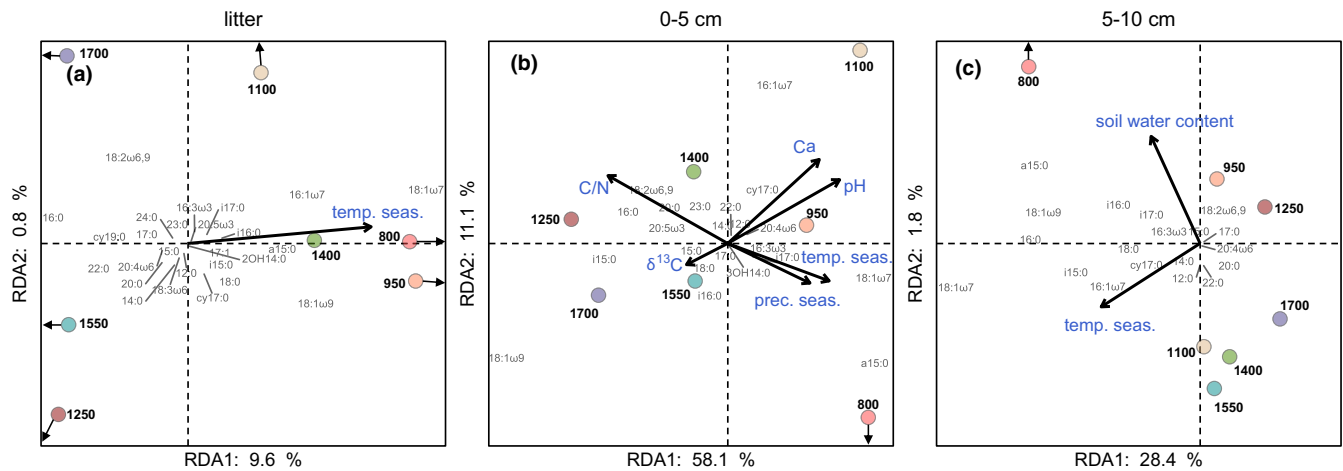 litter
0-5 cm
5-10 cm
(a)
1700
1100
18:2ω6,9
16:0
24:0
16:3ω3
i17:0
23:0
20:5ω3
cy19:0
17:0
i16:0
16:1ω7
18:1ω7
temp. seas.
15:0
17:1
a15:0
1400
800
2OH14:0
22:0
20:4ω6
12:0
i15:0
18:0
950
18:3ω6
14:0
cy17:0
18:1ω9
1550
1250
RDA2: 0.8 %
RDA1: 9.6 %
(b)
1100
16:1ω7
1400
Ca
C/N
18:2ω6,9
cy17:0
pH
16:0
20:0
23:0
22:0
1250
20:5ω3
950
20:4ω6
15:0
16:3ω3
i15:0
17:0
i17:0
temp. seas.
δ13C
18:0
3OH14:0
18:1ω7
1550
i16:0
prec. seas.
1700
18:1ω9
a15:0
800
RDA2: 11.1 %
RDA1: 58.1 %
(c)
800
soil water content
a15:0
950
i16:0
18:1ω9
i17:0
18:2ω6,9
1250
16:3ω3
17:0
16:0
18:0
20:4ω6
cy17:0
14:0
20:0
i15:0
12:0
22:0
18:1ω7
16:1ω7
temp. seas.
1700
1100
1400
1550
RDA2: 1.8 %
RDA1: 28.4 %